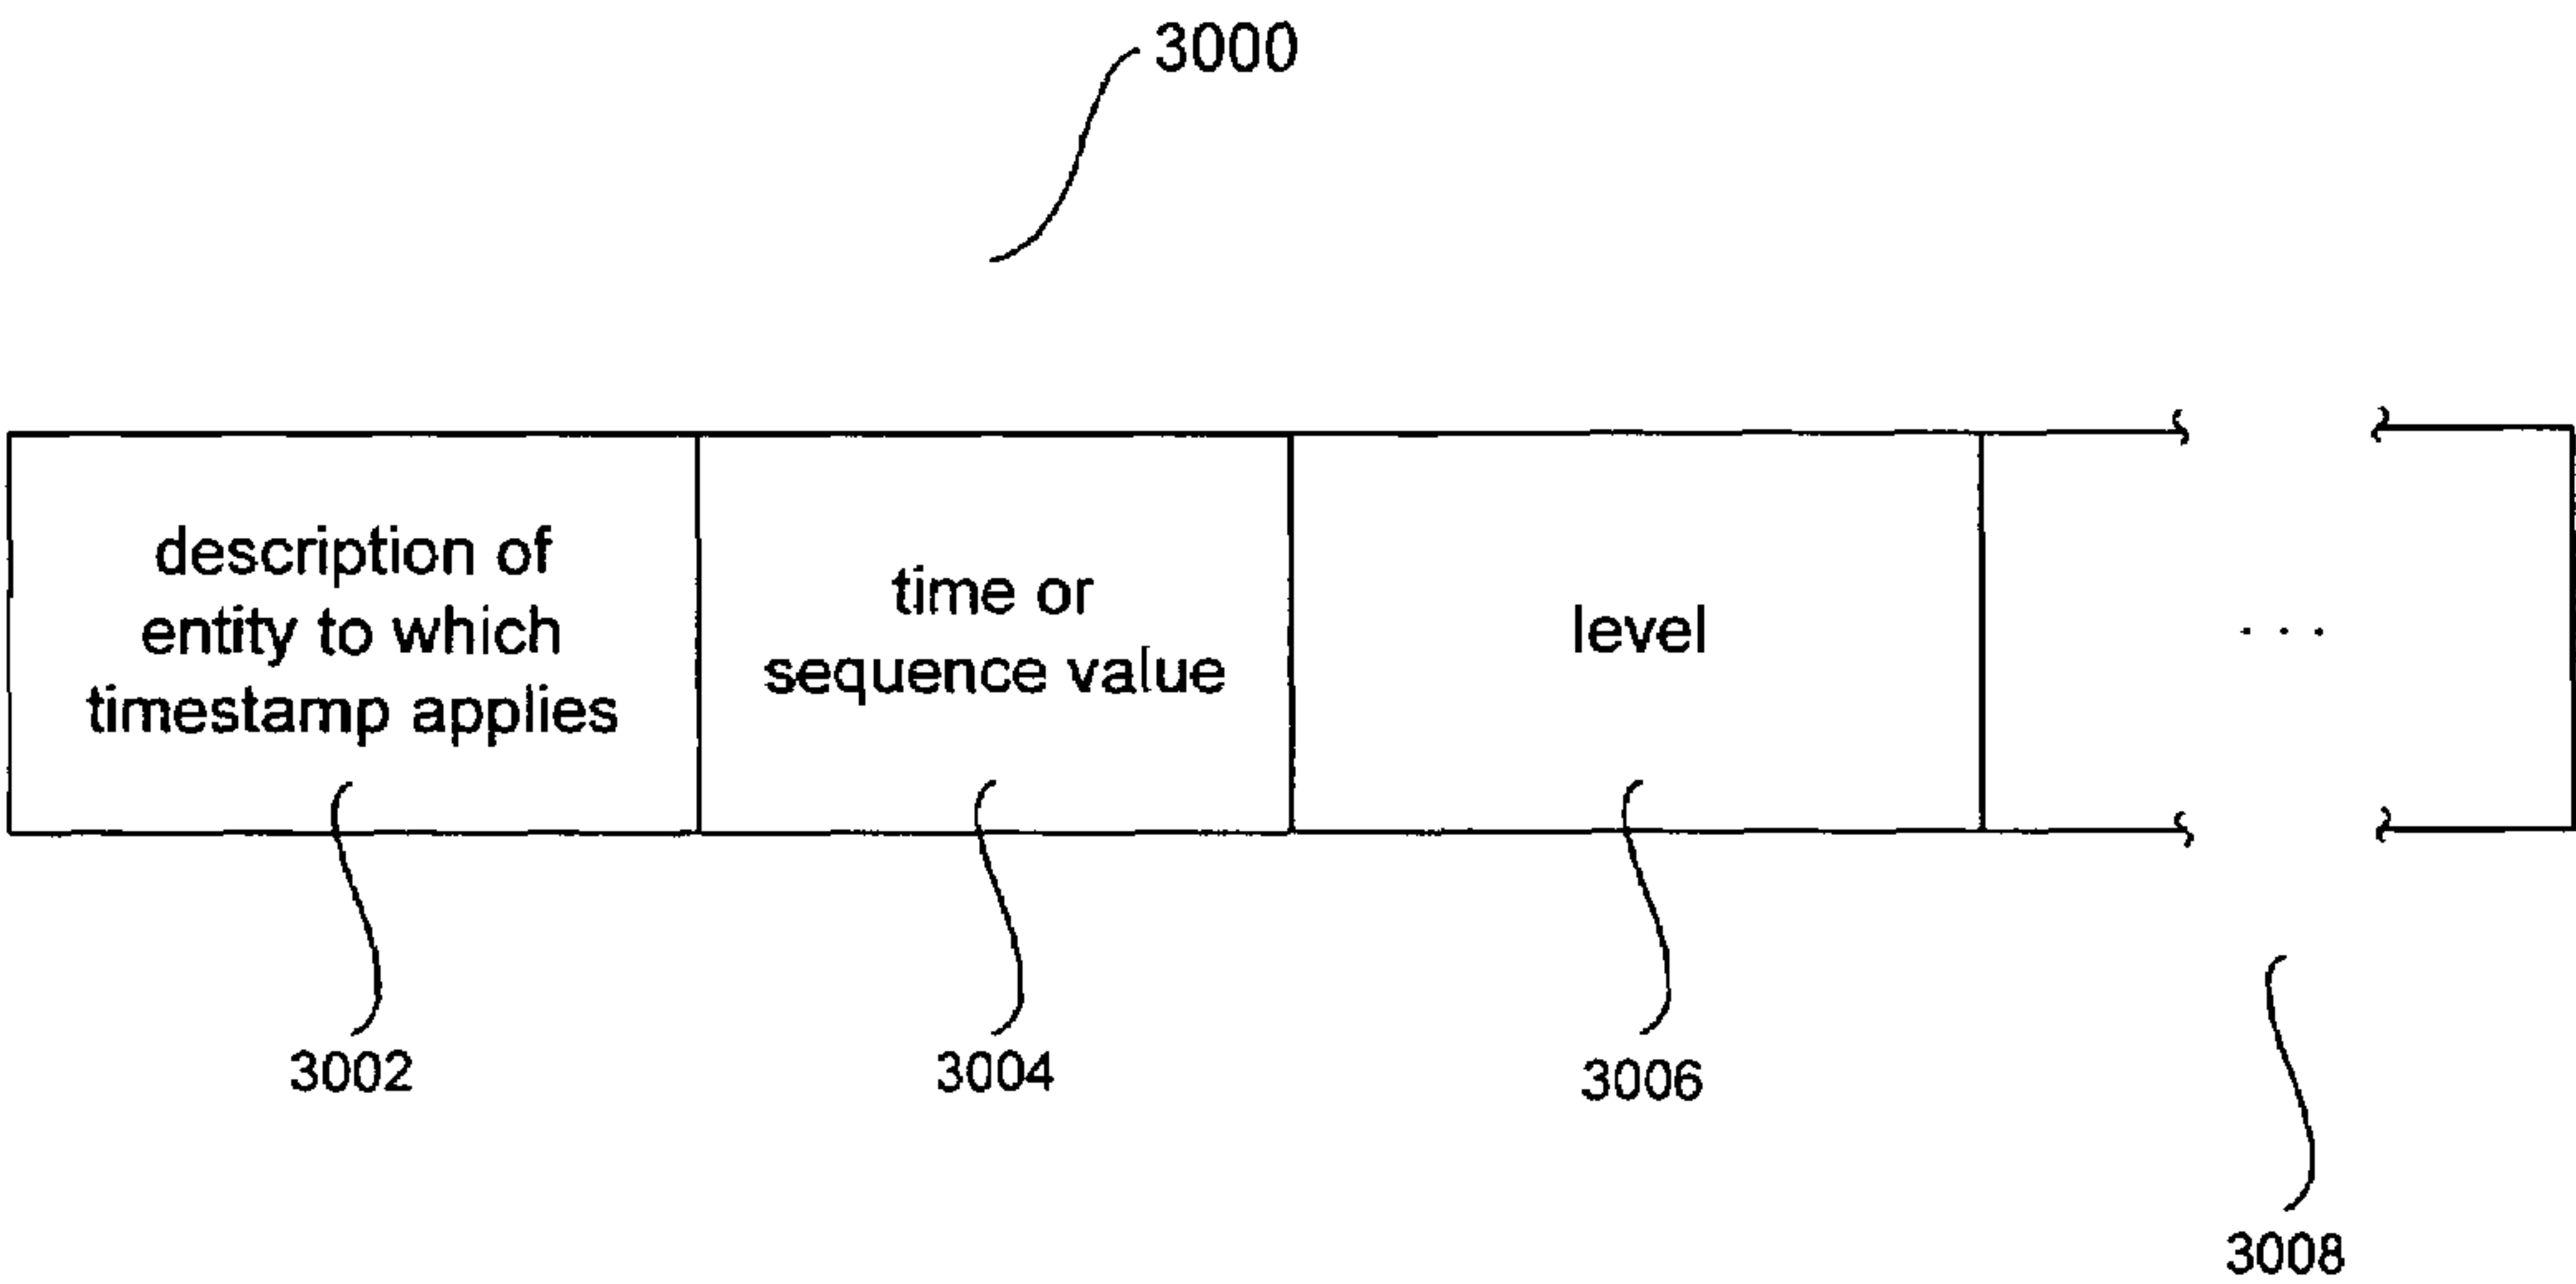 3000
description of
entity to which
timestamp applies
time or
sequence value
level
. . .
3002
3004
3006
3008